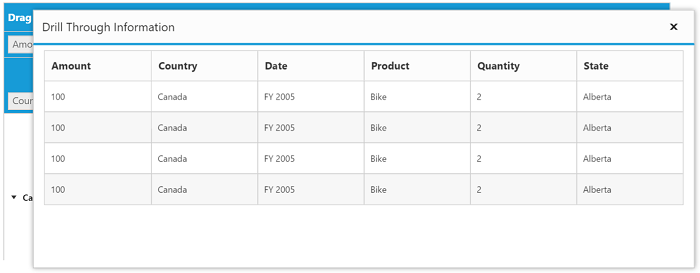 Drag
Amo
Coun
Ca
Drill Through Information
Amount Country Date Product Quantity State
100 Canada FY 2005 Bike 2 Alberta
100 Canada FY 2005 Bike 2 Alberta
100 Canada FY 2005 Bike 2 Alberta
100 Canada FY 2005 Bike 2 Alberta